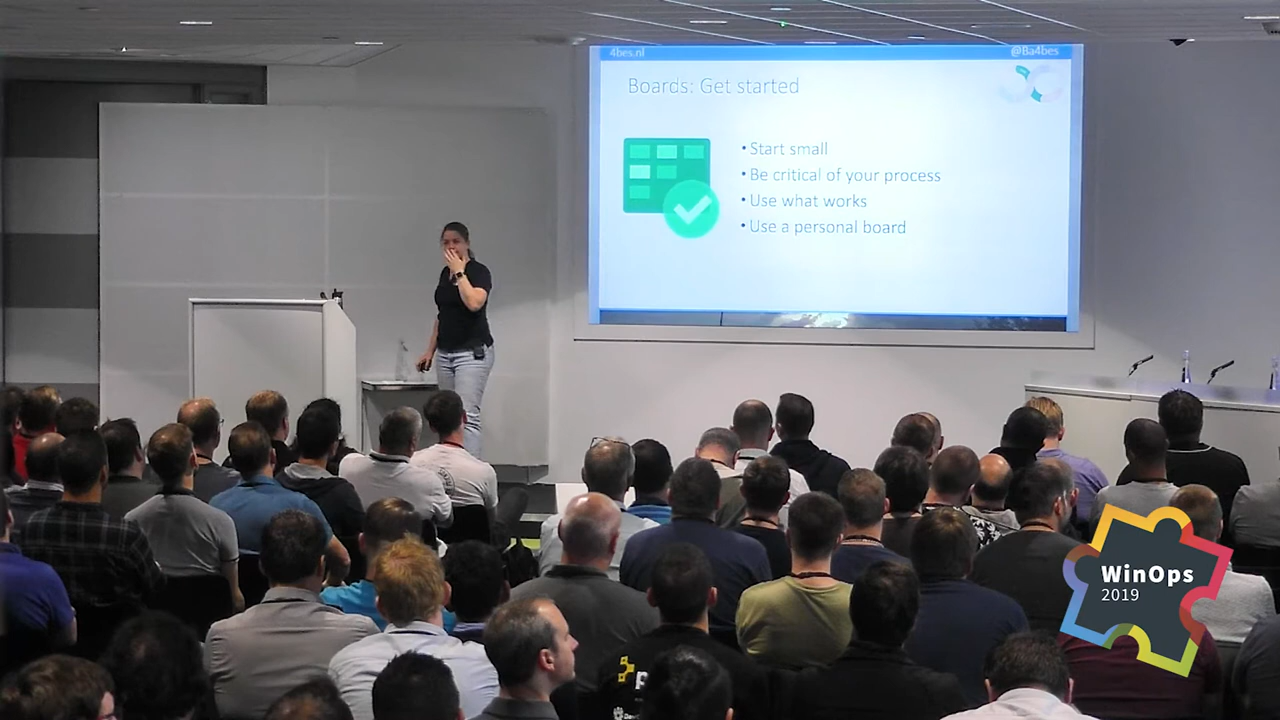 4bes.nl
@Ba4bes
Boards: Get started
• Start small
• Be critical of your process
• Use what works
• Use a personal board
WinOps
2019